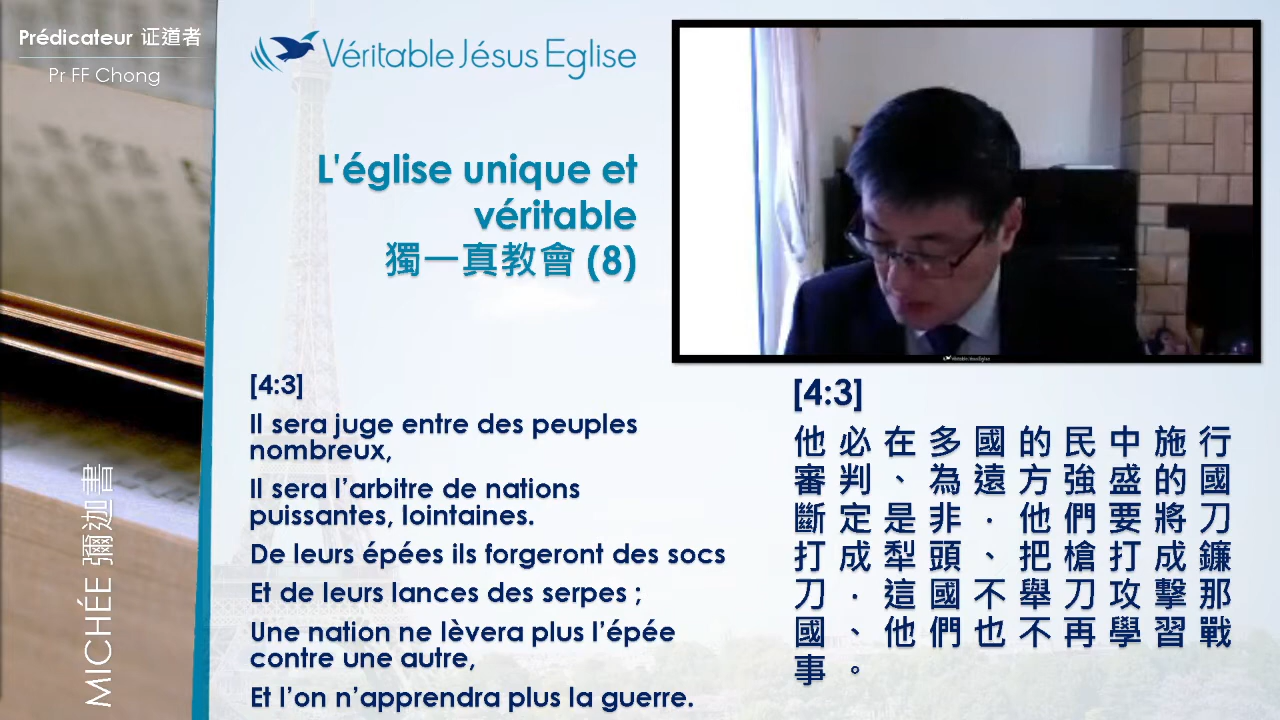 Prédicateur 证道者
Pr FF Chong
Véritable Jésus Eglise
L'église unique et
véritable
獨一真教會 (8)
Véritable Jésus Eglise
[4:3]
Il sera juge entre des peuples
nombreux,
Il sera l’arbitre de nations
puissantes, lointaines.
De leurs épées ils forgeront des socs
Et de leurs lances des serpes ;
Une nation ne lèvera plus l’épée
contre une autre,
Et l’on n’apprendra plus la guerre.
[4:3]
他必在多國的民中施行
審判、為遠方強盛的國
斷定是非．他們要將刀
打成犁頭、把槍打成鐮
刀．這國不舉刀攻擊那
國、他們也不再學習戰
事。
MICHÉE 彌迦書